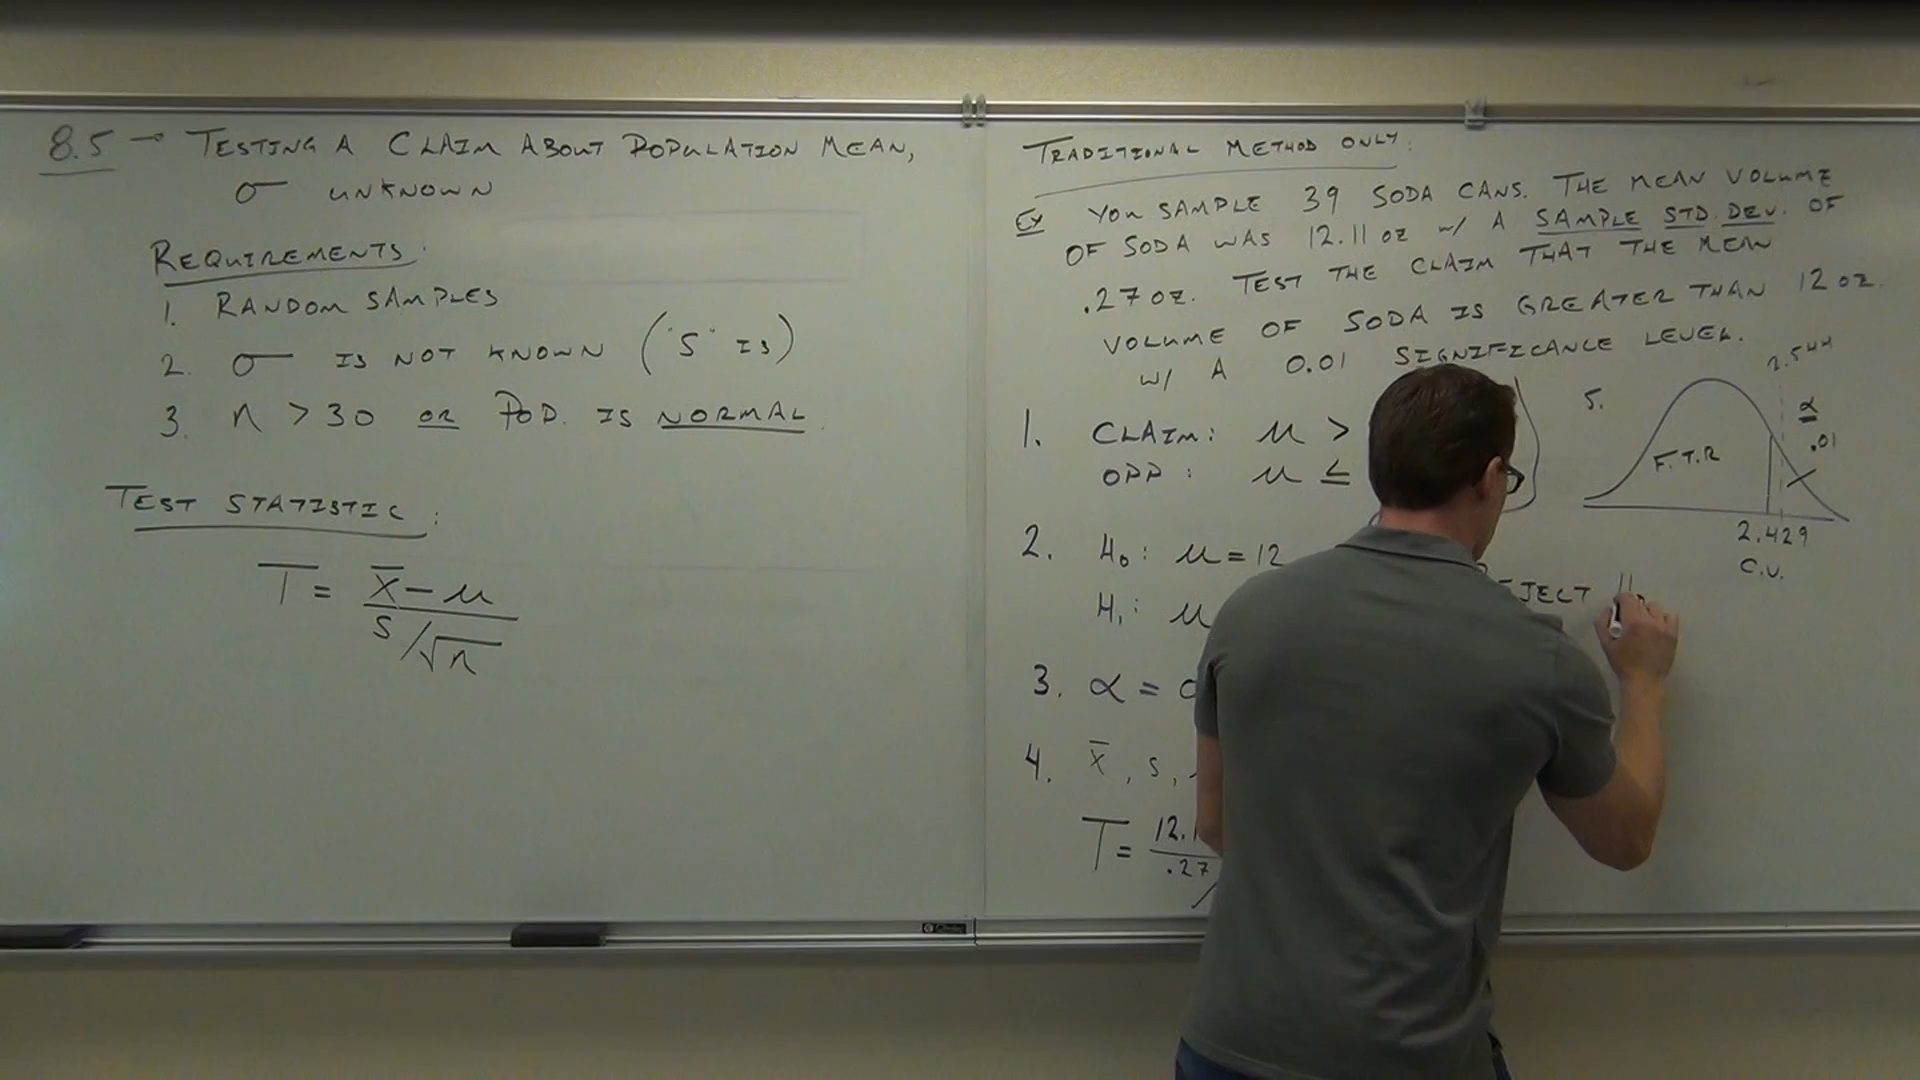 8.5 → TESTING A CLAIM ABOUT POPULATION MEAN,
σ UNKNOWN
REQUIREMENTS:
1. RANDOM SAMPLES
2. σ IS NOT KNOWN ("S" IS)
3. n > 30 OR POP. IS NORMAL.
TEST STATISTIC:
T = x̄ - μ
s/√n
TRADITIONAL METHOD ONLY:
EX YOU SAMPLE 39 SODA CANS. THE MEAN VOLUME
OF SODA WAS 12.11 OZ W/ A SAMPLE STD. DEV. OF
.27 OZ. TEST THE CLAIM THAT THE MEAN
VOLUME OF SODA IS GREATER THAN 12 OZ.
W/ A 0.01 SIGNIFICANCE LEVEL.
1. CLAIM: μ >
OPP: μ ≤
2. H₀: μ = 12
H₁: μ
3. α =
4. x̄, s,
T = 12.1
.27
5.
2.544
α
.01
F.T.R
2.429
C.V.
EJECT H